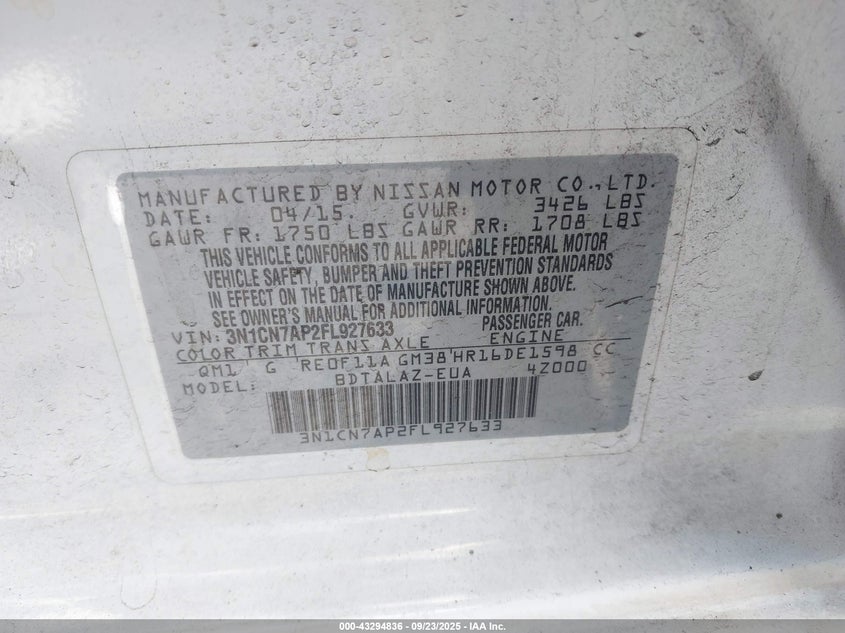 MANUFACTURED BY NISSAN MOTOR CO., LTD.
DATE: 04/15. GVWR: 3426 LBS
GAWR FR: 1750 LBS GAWR RR: 1708 LBS
THIS VEHICLE CONFORMS TO ALL APPLICABLE FEDERAL MOTOR
VEHICLE SAFETY, BUMPER AND THEFT PREVENTION STANDARDS
IN EFFECT ON THE DATE OF MANUFACTURE SHOWN ABOVE.
SEE OWNER'S MANUAL FOR ADDITIONAL INFORMATION.
VIN: 3N1CN7AP2FL927633 PASSENGER CAR.
COLOR TRIM TRANS AXLE ENGINE
QM1 G RE0F11A GM38 HR16DE1598 CC
MODEL: BDTALAZ-EUA 4Z000
3N1CN7AP2FL927633
000-43294836 - 09/23/2025 - IAA Inc.